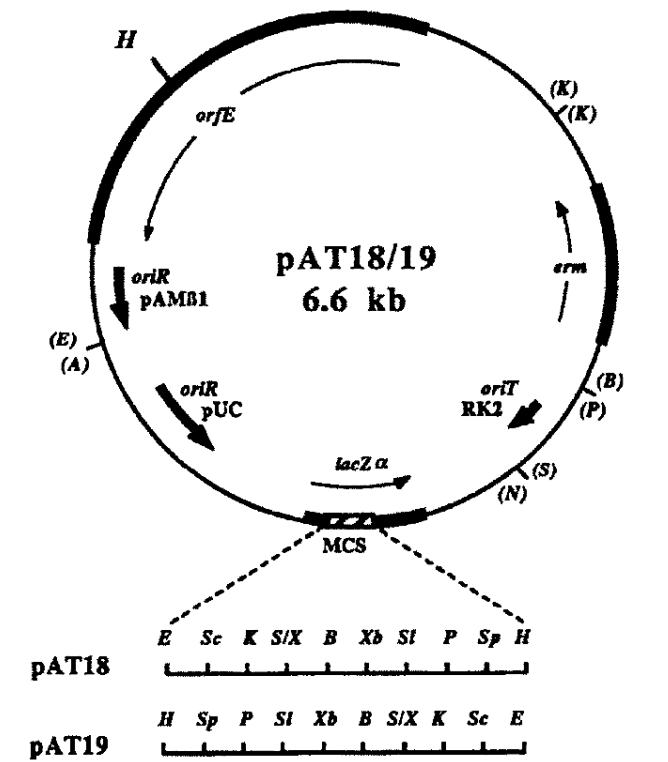 H
(K)
(K)
orfE
pAT18/19
6.6 kb
erm
oriR
pAMß1
(E)
(A)
oriR
pUC
oriT
RK2
(B)
(P)
lacZ α
(S)
(N)
MCS
E Sc K S/X B Xb Sl P Sp H
pAT18
H Sp P Sl Xb B S/X K Sc E
pAT19